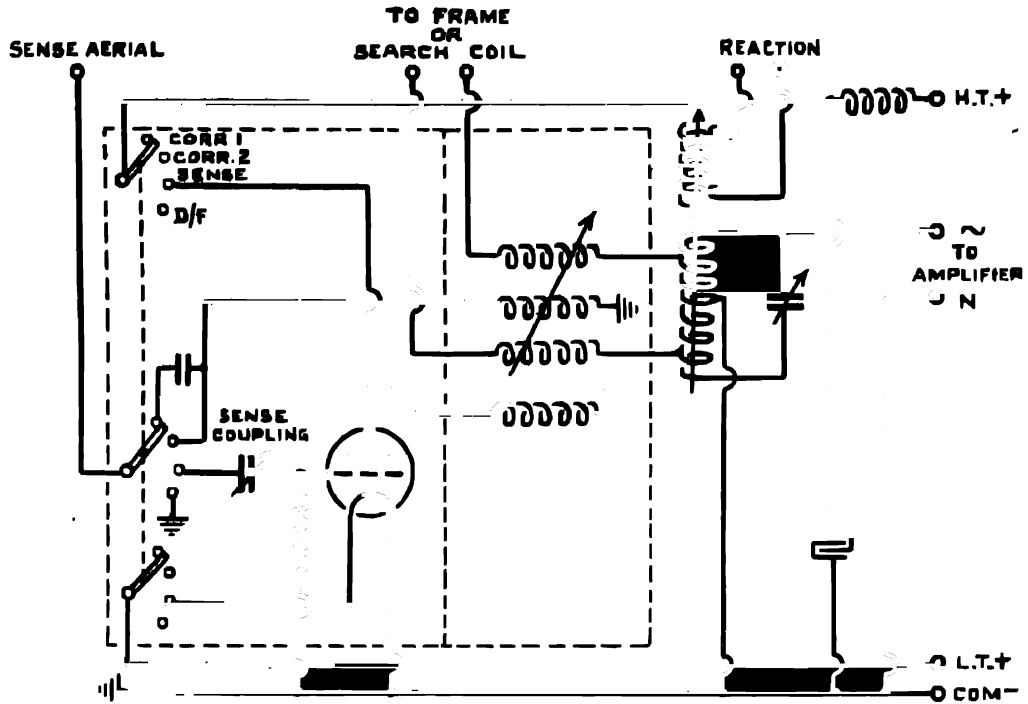 TO FRAME
OR
SEARCH COIL
SENSE AERIAL
REACTION
H.T.+
CORR 1
CORR. 2
SENSE
D/F
~
TO
AMPLIFIER
N
SENSE
COUPLING
L.T.+
COM-